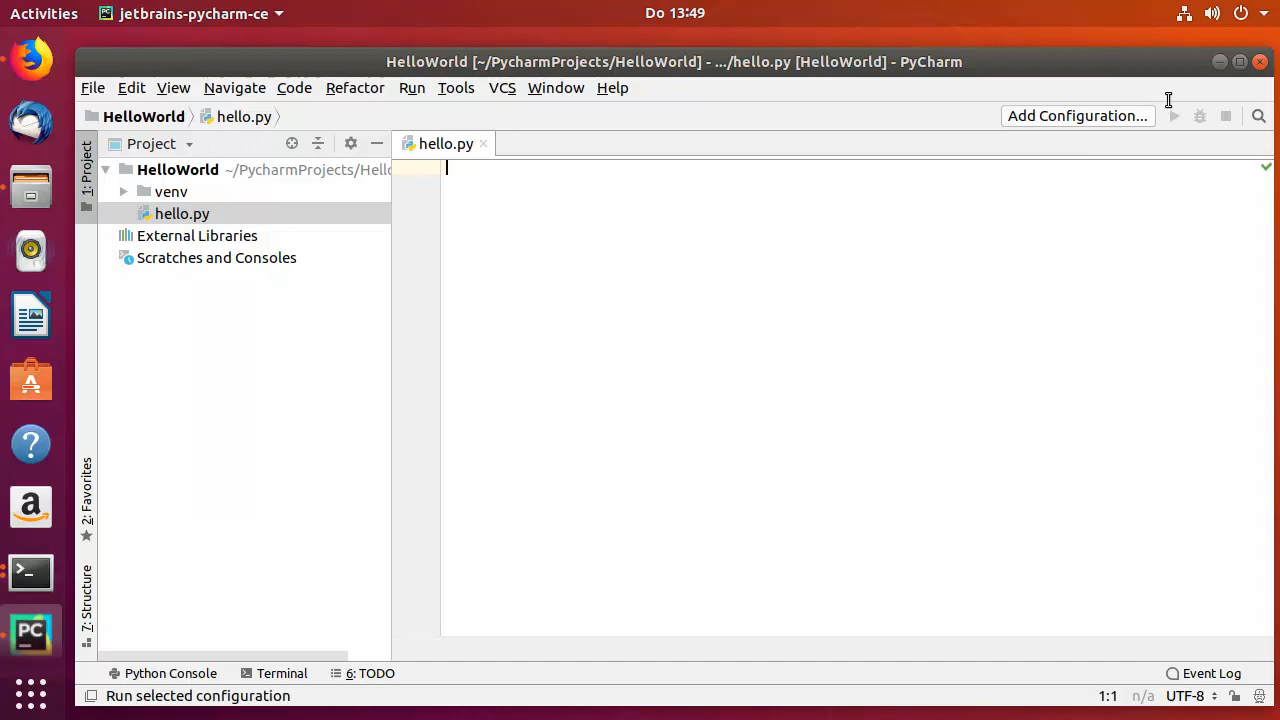 Activities jetbrains-pycharm-ce Do 13:49
HelloWorld [~/PycharmProjects/HelloWorld] - .../hello.py [HelloWorld] - PyCharm
File Edit View Navigate Code Refactor Run Tools VCS Window Help
HelloWorld hello.py Add Configuration...
1: Project
Project
hello.py
HelloWorld ~/PycharmProjects/Hello
venv
hello.py
External Libraries
Scratches and Consoles
2: Favorites
7: Structure
Python Console Terminal 6: TODO Event Log
Run selected configuration 1:1 n/a UTF-8